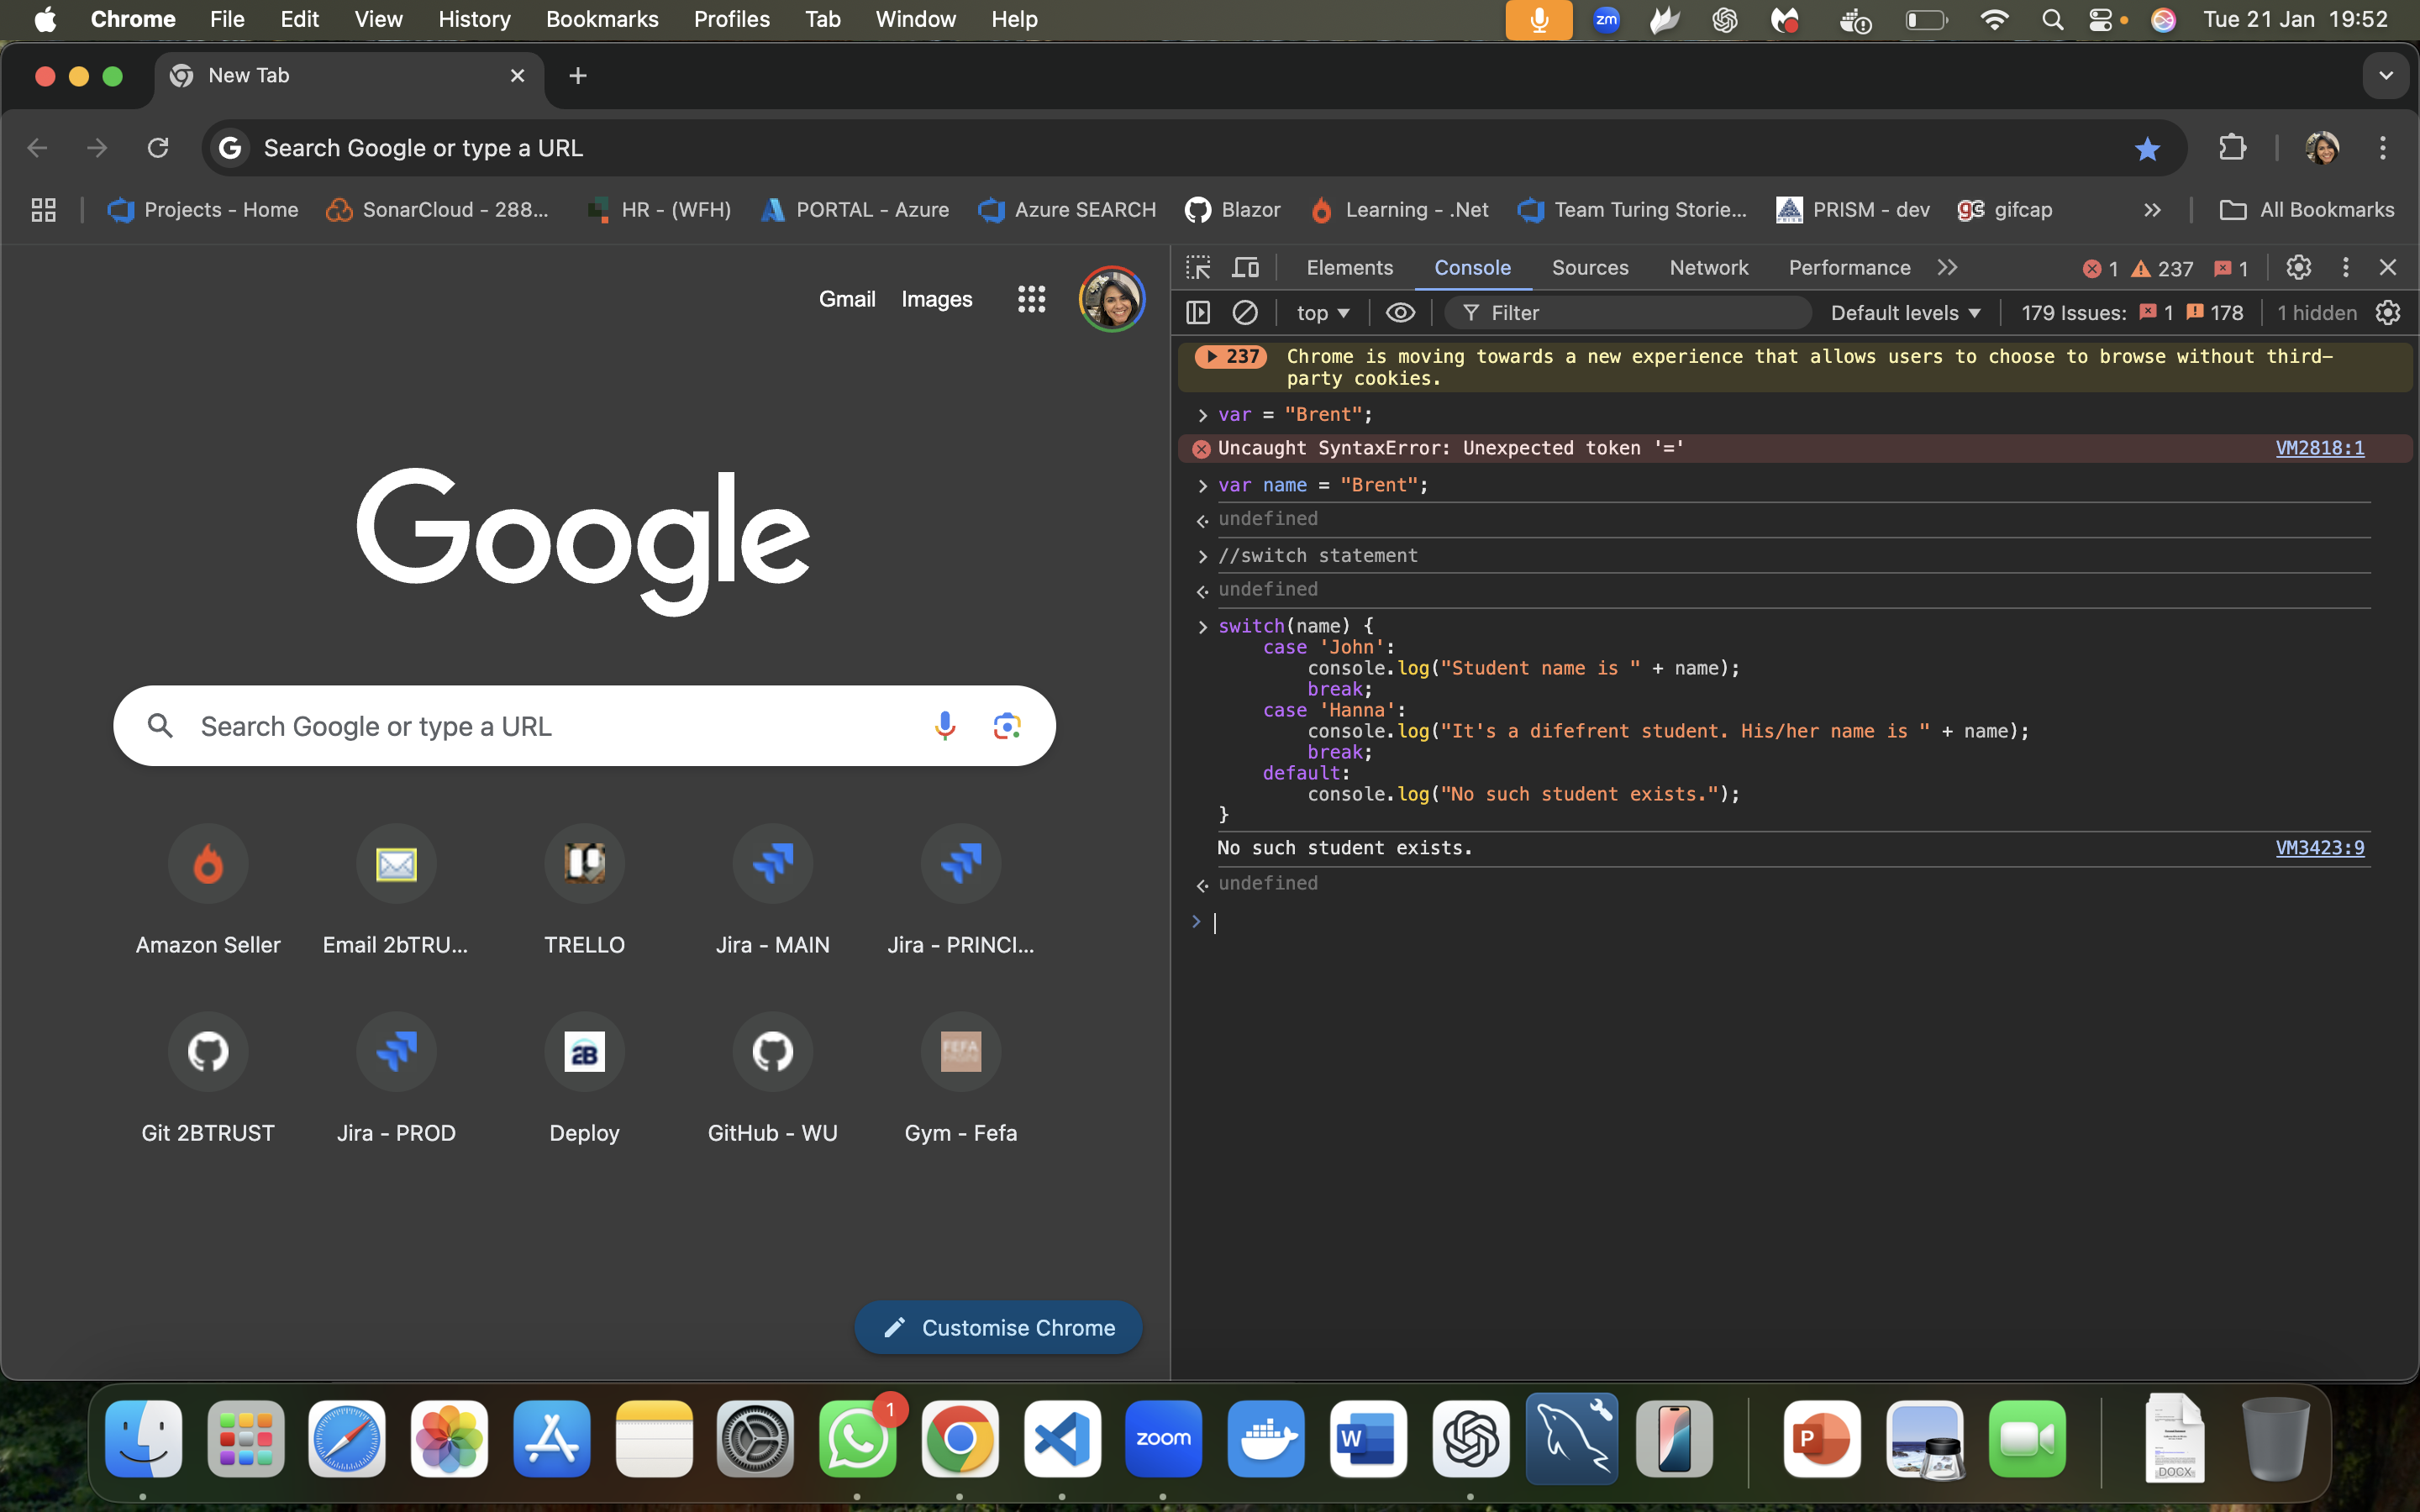 Chrome File Edit View History Bookmarks Profiles Tab Window Help zm Tue 21 Jan 19:52
New Tab
Search Google or type a URL
Projects - Home SonarCloud - 288... HR - (WFH) PORTAL - Azure Azure SEARCH Blazor Learning - .Net Team Turing Storie... PRISM - dev gifcap All Bookmarks
Gmail Images
Google
Search Google or type a URL
Amazon Seller Email 2bTRU... TRELLO Jira - MAIN Jira - PRINCI...
2B FEFA
Git 2BTRUST Jira - PROD Deploy GitHub - WU Gym - Fefa
Customise Chrome
Elements Console Sources Network Performance 1 237 1
top Filter Default levels 179 Issues: 1 178 1 hidden
237 Chrome is moving towards a new experience that allows users to choose to browse without third-
party cookies.
var = "Brent";
Uncaught SyntaxError: Unexpected token '=' VM2818:1
var name = "Brent";
undefined
//switch statement
undefined
switch(name) {
case 'John':
console.log("Student name is " + name);
break;
case 'Hanna':
console.log("It's a difefrent student. His/her name is " + name);
break;
default:
console.log("No such student exists.");
}
No such student exists. VM3423:9
undefined
1
zoom W P DOCX